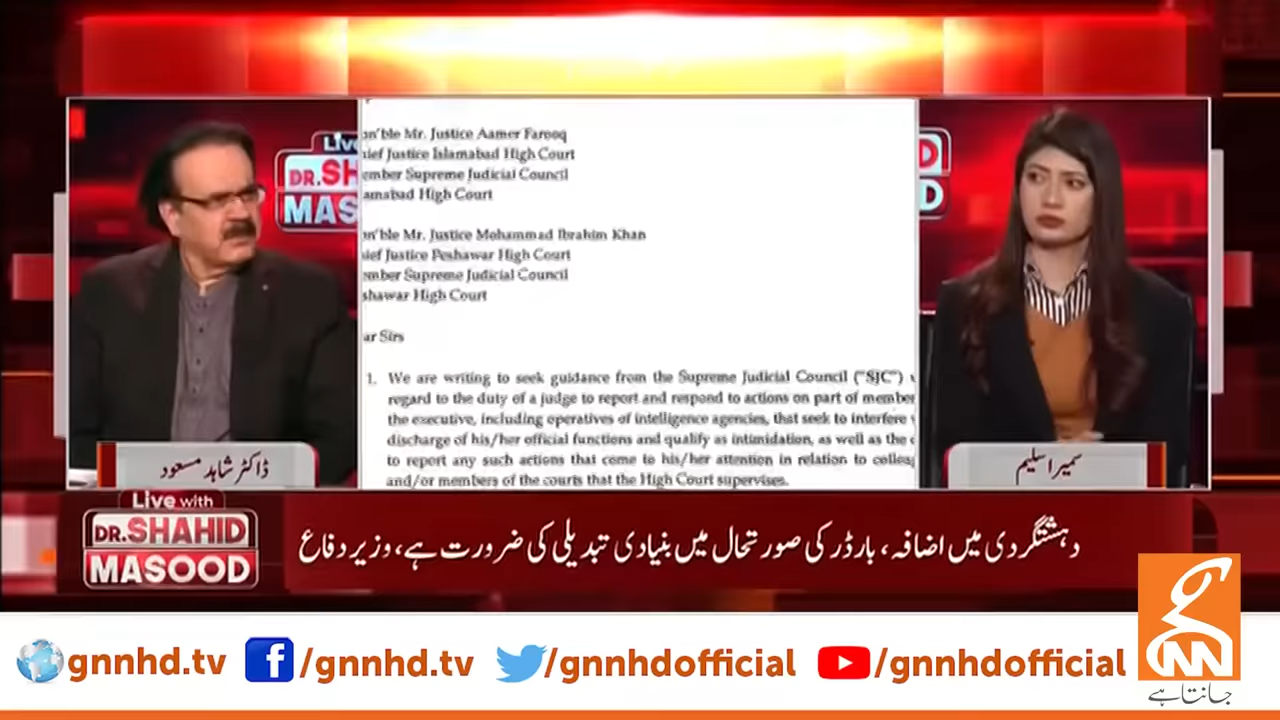 Live
DR.SH
MASO
D
OD
on'ble Mr. Justice Aamer Farooq
ief Justice Islamabad High Court
ember Supreme Judicial Council
amabad High Court
on'ble Mr. Justice Mohammad Ibrahim Khan
ief Justice Peshawar High Court
mber Supreme Judicial Council
shawar High Court
ar Sirs
1. We are writing to seek guidance from the Supreme Judicial Council ("SJC")
regard to the duty of a judge to report and respond to actions on part of member
the executive, including operatives of intelligence agencies, that seek to interfere
discharge of his/her official functions and qualify as intimidation, as well as the
to report any such actions that come to his/her attention in relation to colleag
and/or members of the courts that the High Court supervises.
ڈاکٹر شاہد مسعود
سمیرا سلیم
Live with
DR.SHAHID
MASOOD
دہشتگردی میں اضافہ، بارڈر کی صورتحال میں بنیادی تبدیلی کی ضرورت ہے، وزیر دفاع
GNN
جانتا ہے
gnnhd.tv
/gnnhd.tv
/gnnhdofficial
/gnnhdofficial